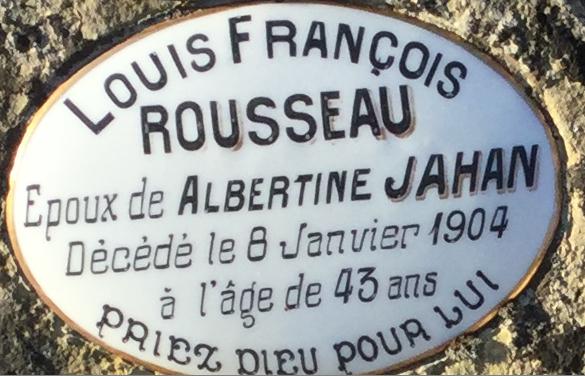 LOUIS FRANÇOIS
ROUSSEAU
Epoux de ALBERTINE JAHAN
Décédé le 8 Janvier 1904
à l'âge de 43 ans
PRIEZ DIEU POUR LUI